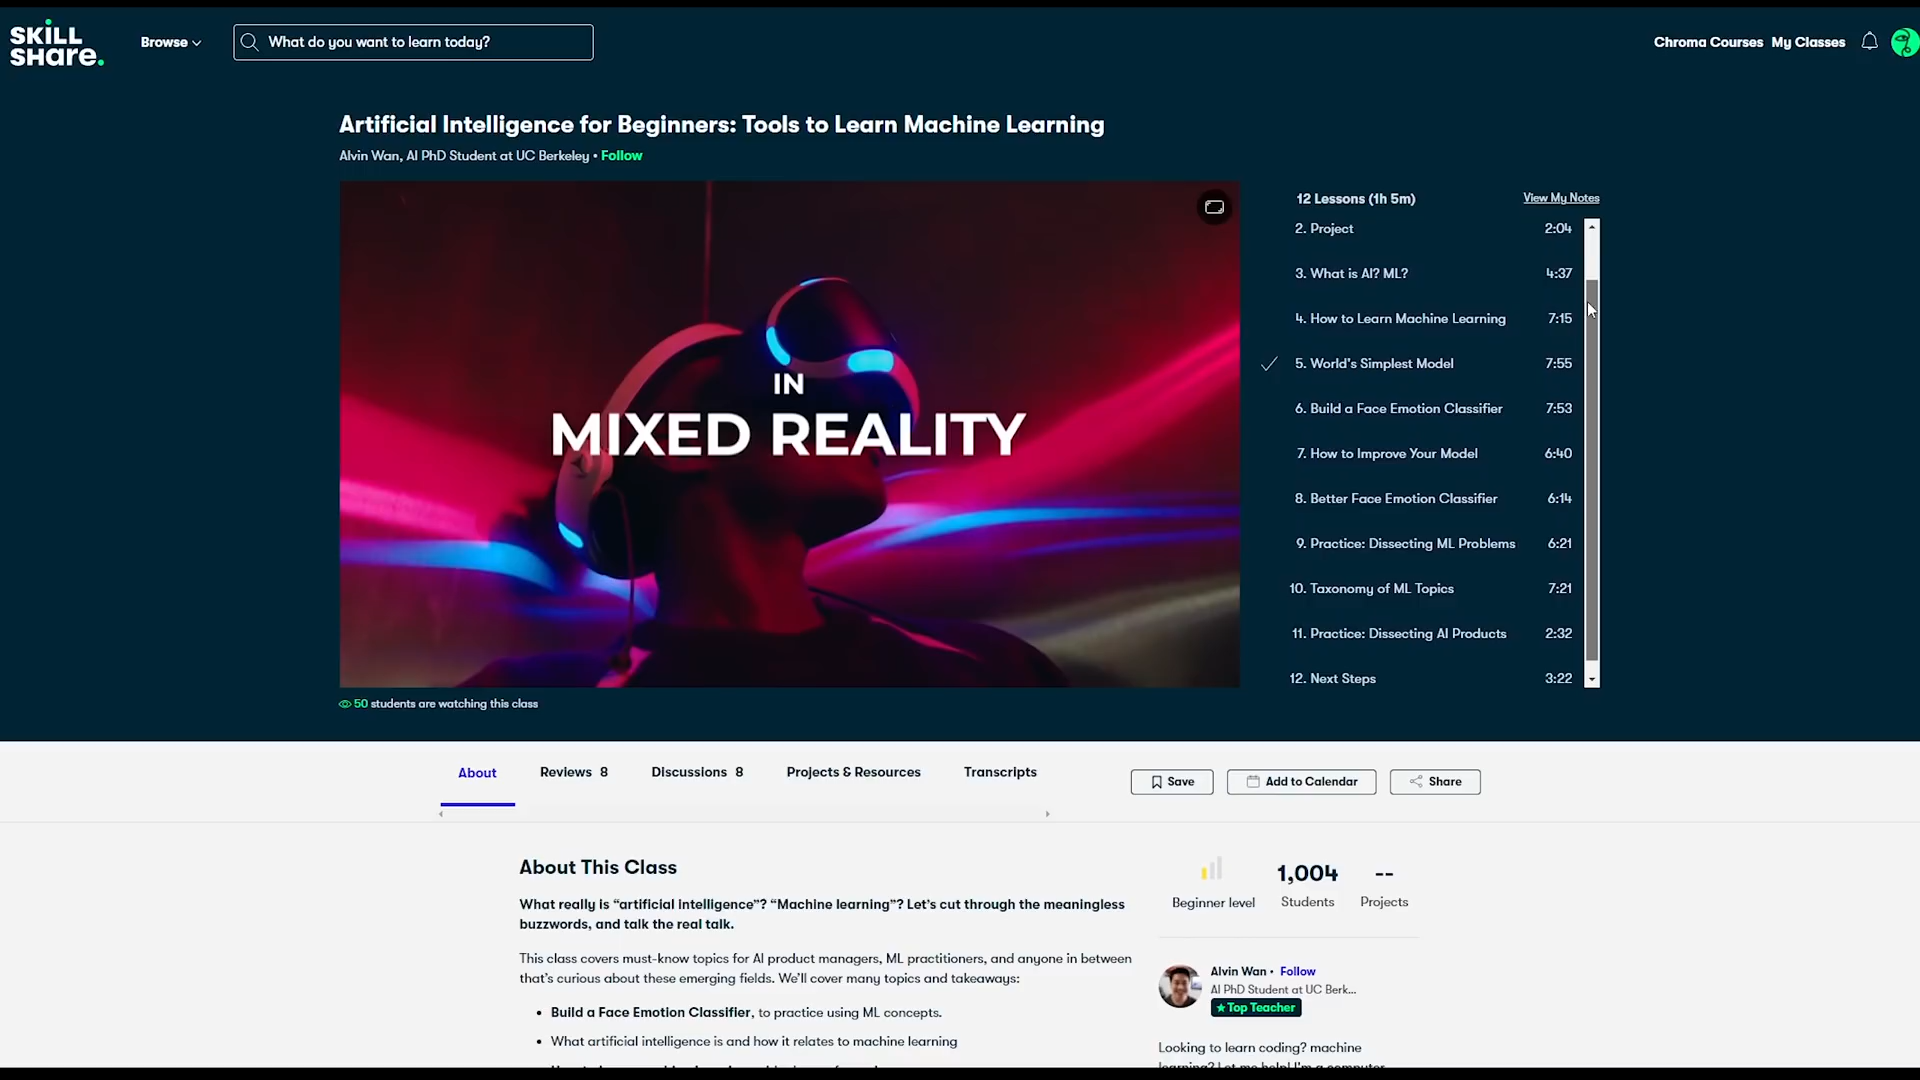 SKILL
SHare.
Browse
What do you want to learn today?
Chroma Courses
My Classes
Artificial Intelligence for Beginners: Tools to Learn Machine Learning
Alvin Wan, AI PhD Student at UC Berkeley • Follow
IN
MIXED REALITY
12 Lessons (1h 5m)
View My Notes
2. Project 2:04
3. What is AI? ML? 4:37
4. How to Learn Machine Learning 7:15
5. World's Simplest Model 7:55
6. Build a Face Emotion Classifier 7:53
7. How to Improve Your Model 6:40
8. Better Face Emotion Classifier 6:14
9. Practice: Dissecting ML Problems 6:21
10. Taxonomy of ML Topics 7:21
11. Practice: Dissecting AI Products 2:32
12. Next Steps 3:22
50 students are watching this class
About
Reviews 8
Discussions 8
Projects & Resources
Transcripts
Save
Add to Calendar
Share
About This Class
What really is “artificial intelligence”? “Machine learning”? Let’s cut through the meaningless
buzzwords, and talk the real talk.
This class covers must-know topics for AI product managers, ML practitioners, and anyone in between
that’s curious about these emerging fields. We’ll cover many topics and takeaways:
• Build a Face Emotion Classifier, to practice using ML concepts.
• What artificial intelligence is and how it relates to machine learning
Beginner level
1,004
Students
--
Projects
Alvin Wan • Follow
AI PhD Student at UC Berk...
★Top Teacher
Looking to learn coding? machine
learning? Let me help! I'm a computer